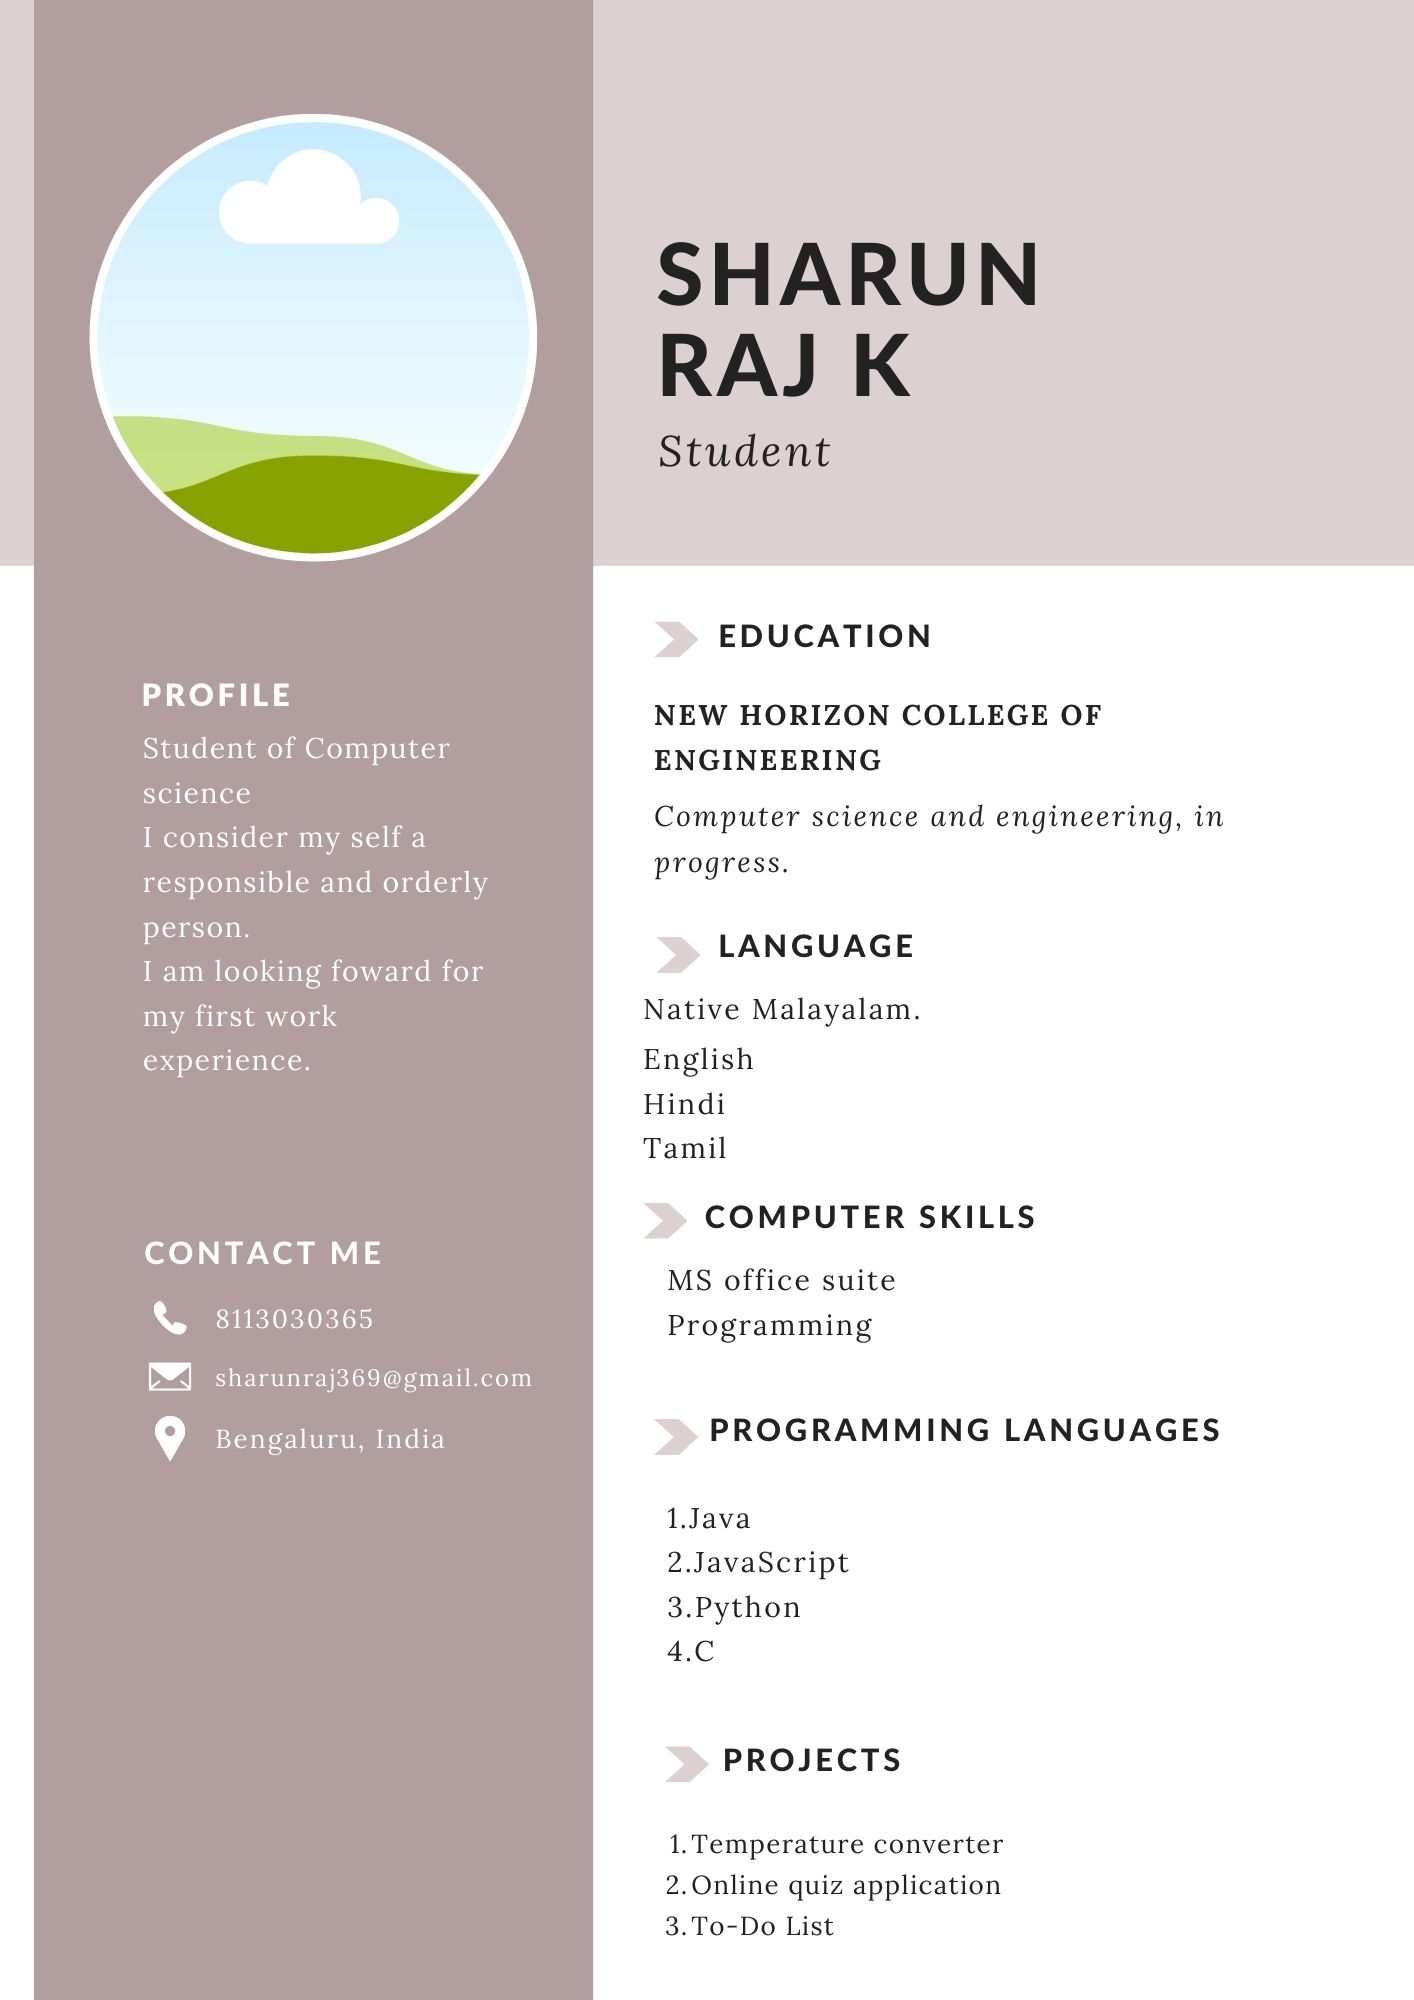 SHARUN
RAJ K
Student
PROFILE
Student of Computer
science
I consider my self a
responsible and orderly
person.
I am looking foward for
my first work
experience.
CONTACT ME
8113030365
sharunraj369@gmail.com
Bengaluru, India
EDUCATION
NEW HORIZON COLLEGE OF
ENGINEERING
Computer science and engineering, in
progress.
LANGUAGE
Native Malayalam.
English
Hindi
Tamil
COMPUTER SKILLS
MS office suite
Programming
PROGRAMMING LANGUAGES
1.Java
2.JavaScript
3.Python
4.C
PROJECTS
1. Temperature converter
2. Online quiz application
3. To-Do List